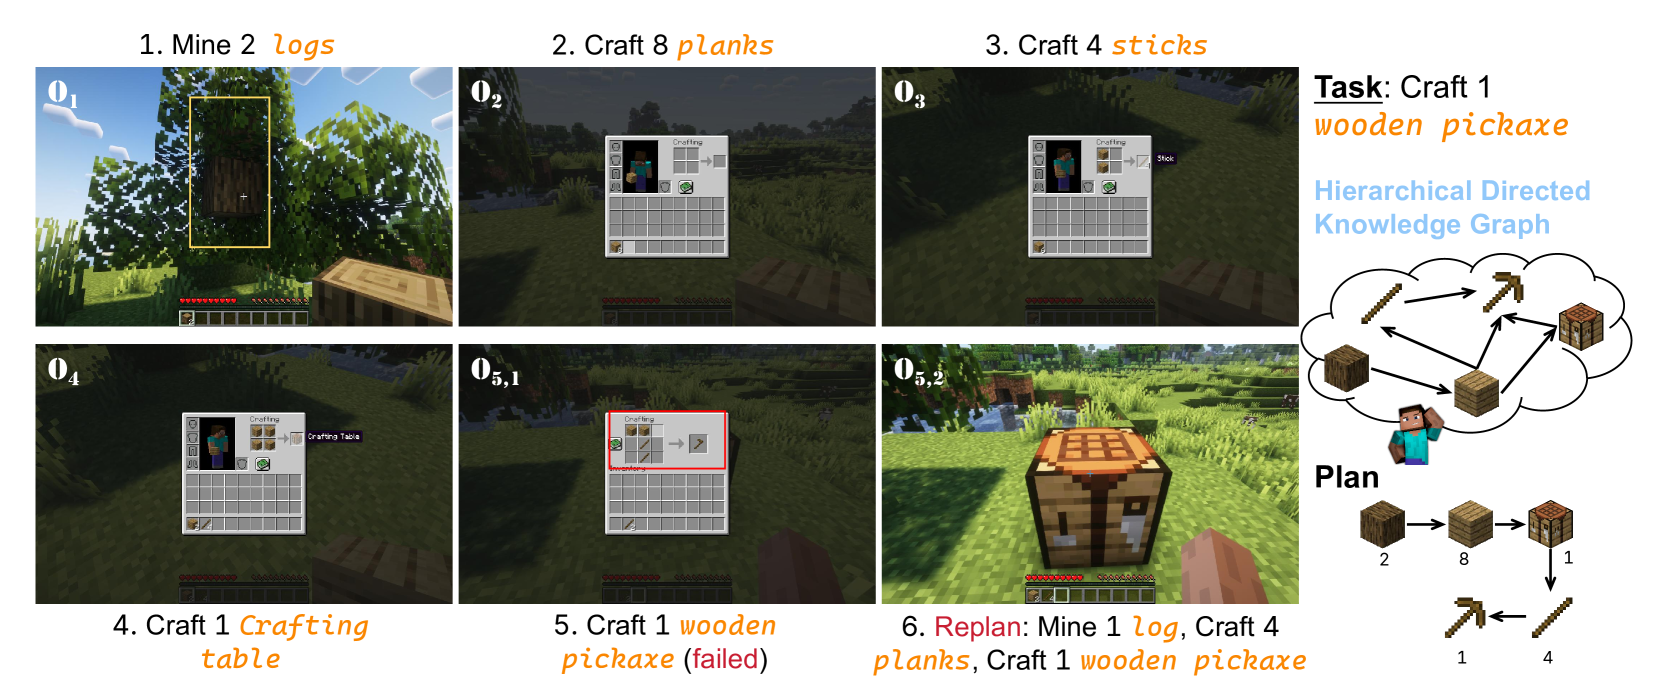 1. Mine 2 logs
2. Craft 8 planks
3. Craft 4 sticks
O1
O2
Crafting
O3
Crafting
Stick
Task: Craft 1
wooden pickaxe
Hierarchical Directed
Knowledge Graph
O4
Crafting
Crafting Table
O5,1
Crafting
Inventory
O5,2
Plan
2
8
1
1
4
4. Craft 1 Crafting
table
5. Craft 1 wooden
pickaxe (failed)
6. Replan: Mine 1 log, Craft 4
planks, Craft 1 wooden pickaxe